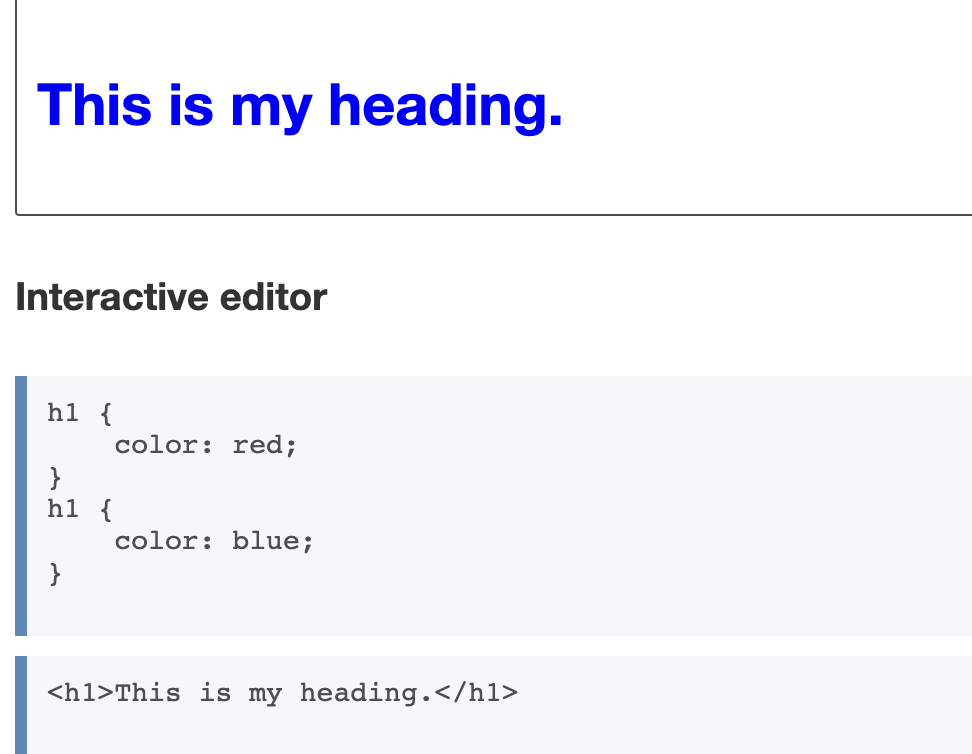 This is my heading.
Interactive editor
h1 {
    color: red;
}
h1 {
    color: blue;
}
<h1>This is my heading.</h1>